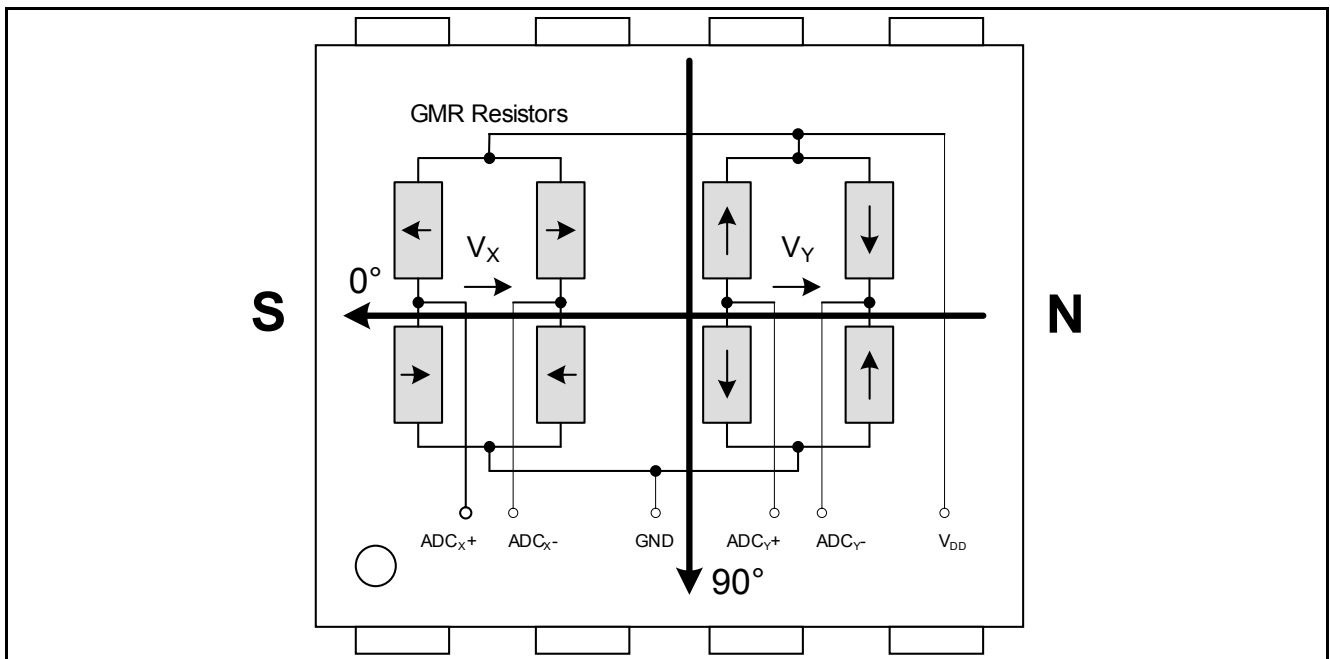 GMR Resistors
V_X
V_Y
0°
S
N
ADC_X+
ADC_X-
GND
ADC_Y+
ADC_Y-
V_DD
90°